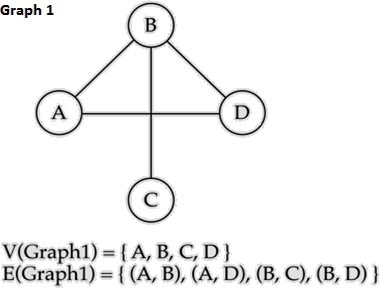 Graph 1
B
A
D
C
V(Graph1) = { A, B, C, D }
E(Graph1) = { (A, B), (A, D), (B, C), (B, D) }